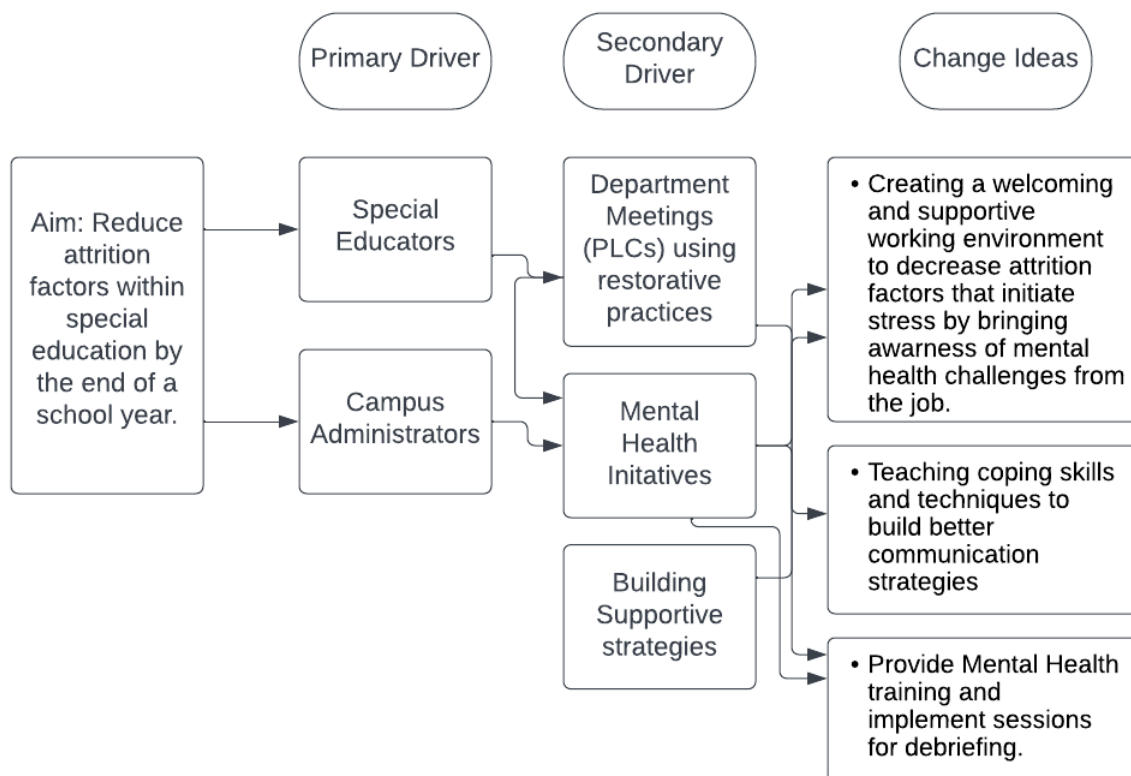 Primary Driver
Secondary
Driver
Change Ideas
Aim: Reduce
attrition
factors within
special
education by
the end of a
school year.
Special
Educators
Campus
Administrators
Department
Meetings
(PLCs) using
restorative
practices
Mental
Health
Initatives
Building
Supportive
strategies
• Creating a welcoming
and supportive
working environment
to decrease attrition
factors that initiate
stress by bringing
awarness of mental
health challenges from
the job.
• Teaching coping skills
and techniques to
build better
communication
strategies
• Provide Mental Health
training and
implement sessions
for debriefing.